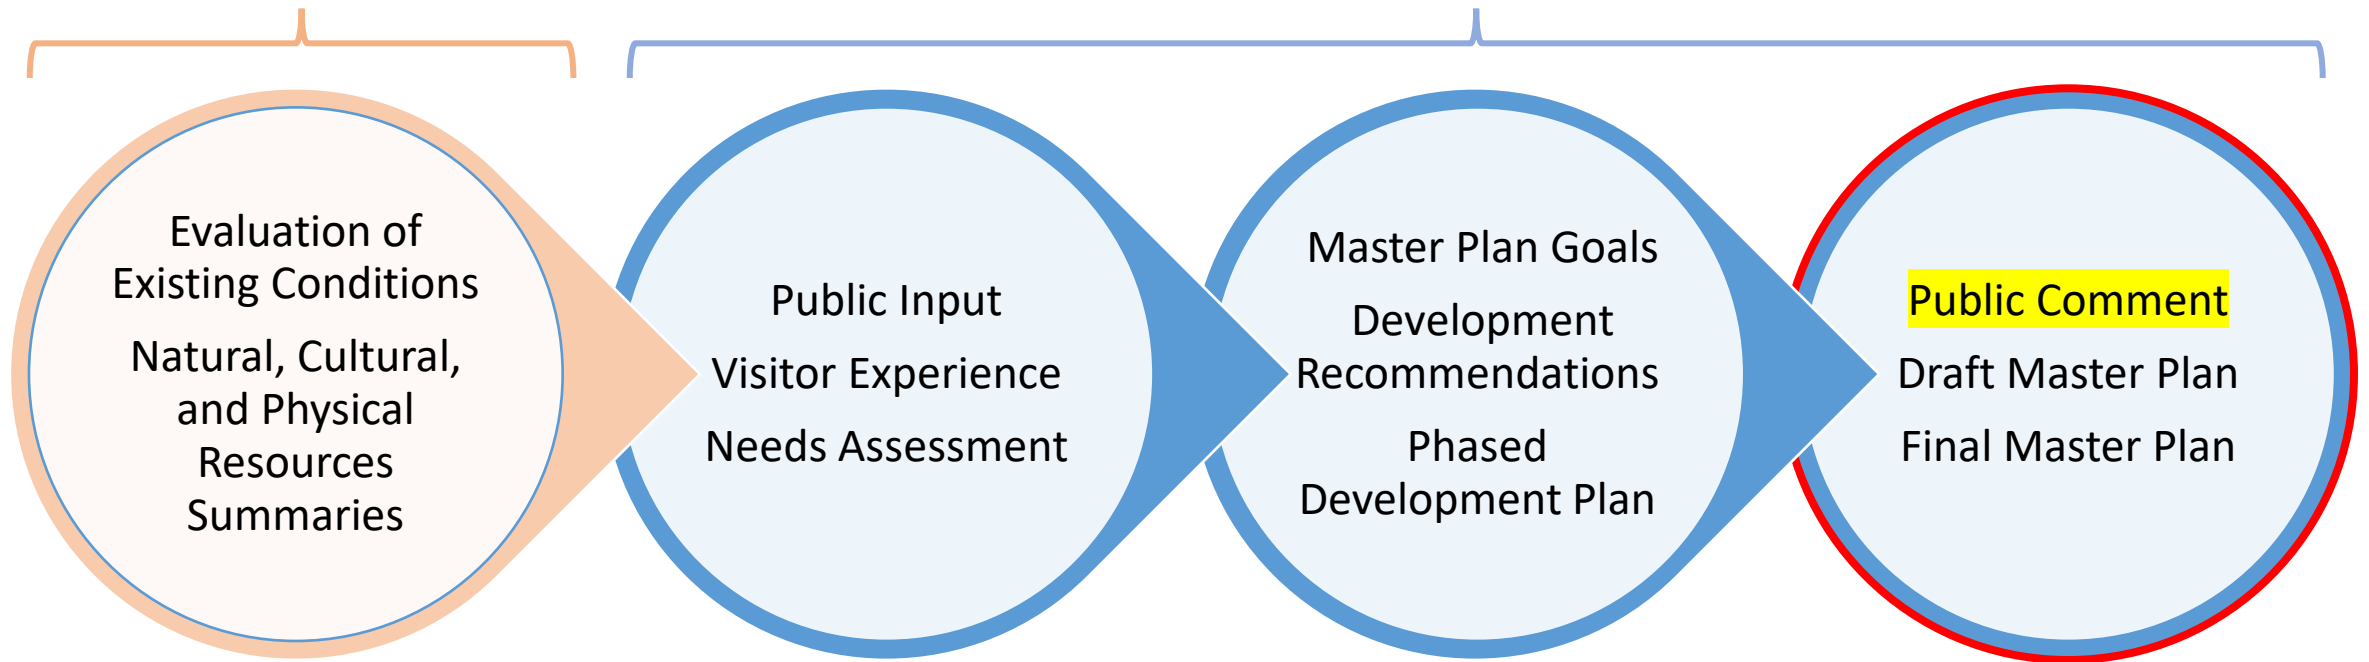 Evaluation of
Existing Conditions
Natural, Cultural,
and Physical
Resources
Summaries
Public Input
Visitor Experience
Needs Assessment
Master Plan Goals
Development
Recommendations
Phased
Development Plan
Public Comment
Draft Master Plan
Final Master Plan